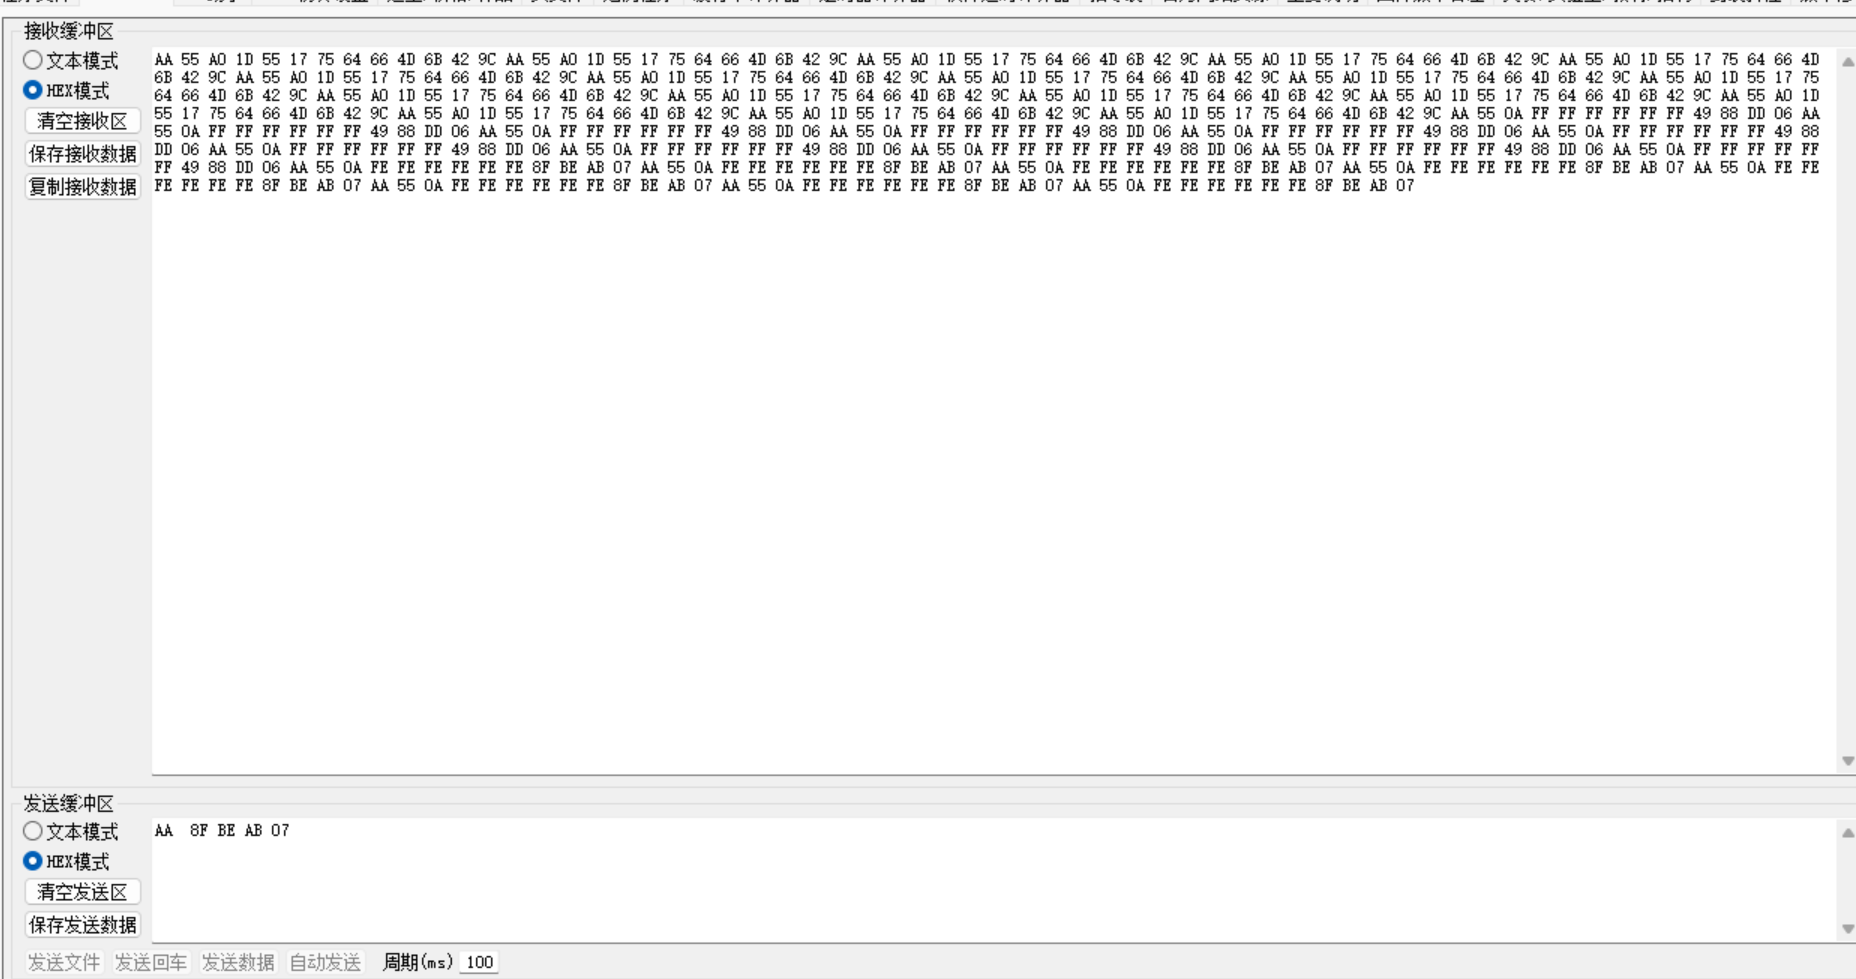 接收缓冲区
文本模式
HEX模式
清空接收区
保存接收数据
复制接收数据
AA 55 A0 1D 55 17 75 64 66 4D 6B 42 9C AA 55 A0 1D 55 17 75 64 66 4D 6B 42 9C AA 55 A0 1D 55 17 75 64 66 4D 6B 42 9C AA 55 A0 1D 55 17 75 64 66 4D 6B 42 9C AA 55 A0 1D 55 17 75 64 66 4D
6B 42 9C AA 55 A0 1D 55 17 75 64 66 4D 6B 42 9C AA 55 A0 1D 55 17 75 64 66 4D 6B 42 9C AA 55 A0 1D 55 17 75 64 66 4D 6B 42 9C AA 55 A0 1D 55 17 75 64 66 4D 6B 42 9C AA 55 A0 1D 55 17 75
64 66 4D 6B 42 9C AA 55 A0 1D 55 17 75 64 66 4D 6B 42 9C AA 55 A0 1D 55 17 75 64 66 4D 6B 42 9C AA 55 A0 1D 55 17 75 64 66 4D 6B 42 9C AA 55 A0 1D 55 17 75 64 66 4D 6B 42 9C AA 55 A0 1D
55 17 75 64 66 4D 6B 42 9C AA 55 A0 1D 55 17 75 64 66 4D 6B 42 9C AA 55 A0 1D 55 17 75 64 66 4D 6B 42 9C AA 55 A0 1D 55 17 75 64 66 4D 6B 42 9C AA 55 0A FF FF FF FF FF FF 49 88 DD 06 AA
55 0A FF FF FF FF FF FF 49 88 DD 06 AA 55 0A FF FF FF FF FF FF 49 88 DD 06 AA 55 0A FF FF FF FF FF FF 49 88 DD 06 AA 55 0A FF FF FF FF FF FF 49 88 DD 06 AA 55 0A FF FF FF FF FF FF 49 88
DD 06 AA 55 0A FF FF FF FF FF FF 49 88 DD 06 AA 55 0A FF FF FF FF FF FF 49 88 DD 06 AA 55 0A FF FF FF FF FF FF 49 88 DD 06 AA 55 0A FF FF FF FF FF FF 49 88 DD 06 AA 55 0A FF FF FF FF FF
FF 49 88 DD 06 AA 55 0A FE FE FE FE FE FE 8F BE AB 07 AA 55 0A FE FE FE FE FE FE 8F BE AB 07 AA 55 0A FE FE FE FE FE FE 8F BE AB 07 AA 55 0A FE FE FE FE FE FE 8F BE AB 07 AA 55 0A FE FE
FE FE FE FE 8F BE AB 07 AA 55 0A FE FE FE FE FE FE 8F BE AB 07 AA 55 0A FE FE FE FE FE FE 8F BE AB 07 AA 55 0A FE FE FE FE FE FE 8F BE AB 07
发送缓冲区
文本模式
HEX模式
清空发送区
保存发送数据
AA  8F BE AB 07
发送文件 发送回车 发送数据 自动发送 周期(ms) 100